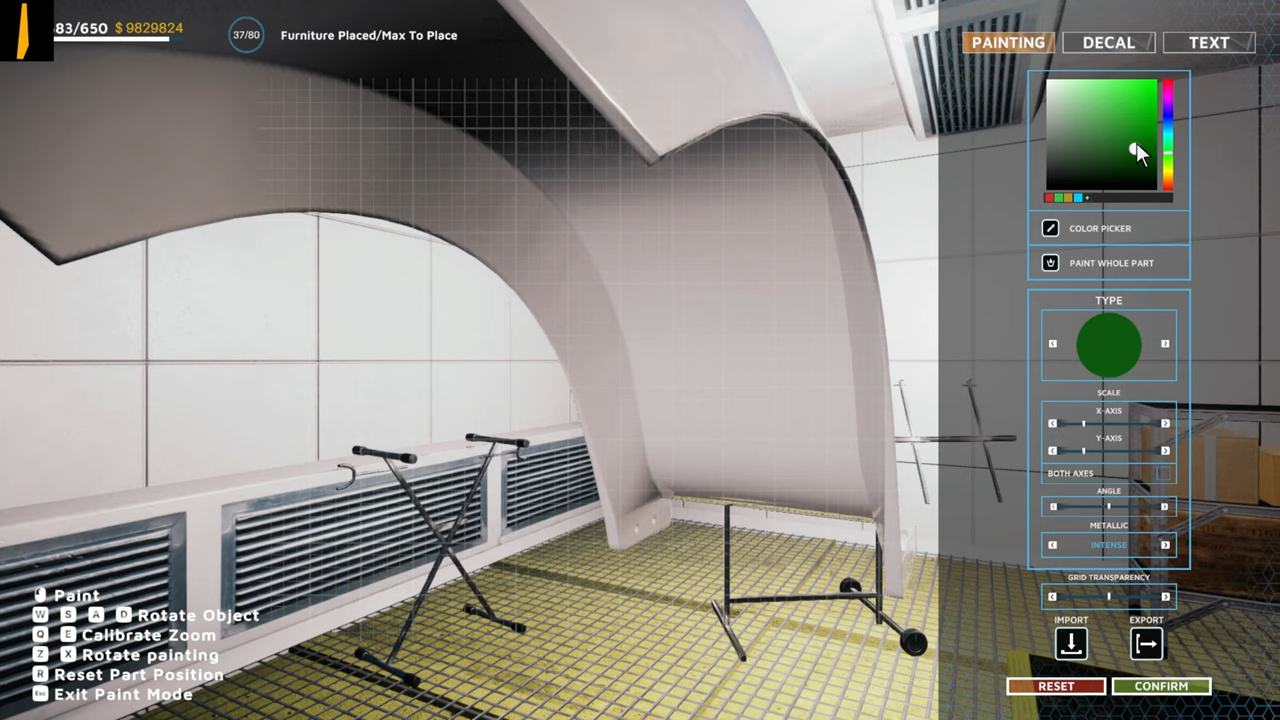 83/650 $ 9829824
37/80 Furniture Placed/Max To Place
PAINTING DECAL TEXT
COLOR PICKER
PAINT WHOLE PART
TYPE
SCALE
X-AXIS
Y-AXIS
BOTH AXES
ANGLE
METALLIC
INTENSE
GRID TRANSPARENCY
IMPORT EXPORT
RESET CONFIRM
Paint
W S A D Rotate Object
Q E Calibrate Zoom
Z X Rotate painting
R Reset Part Position
Esc Exit Paint Mode